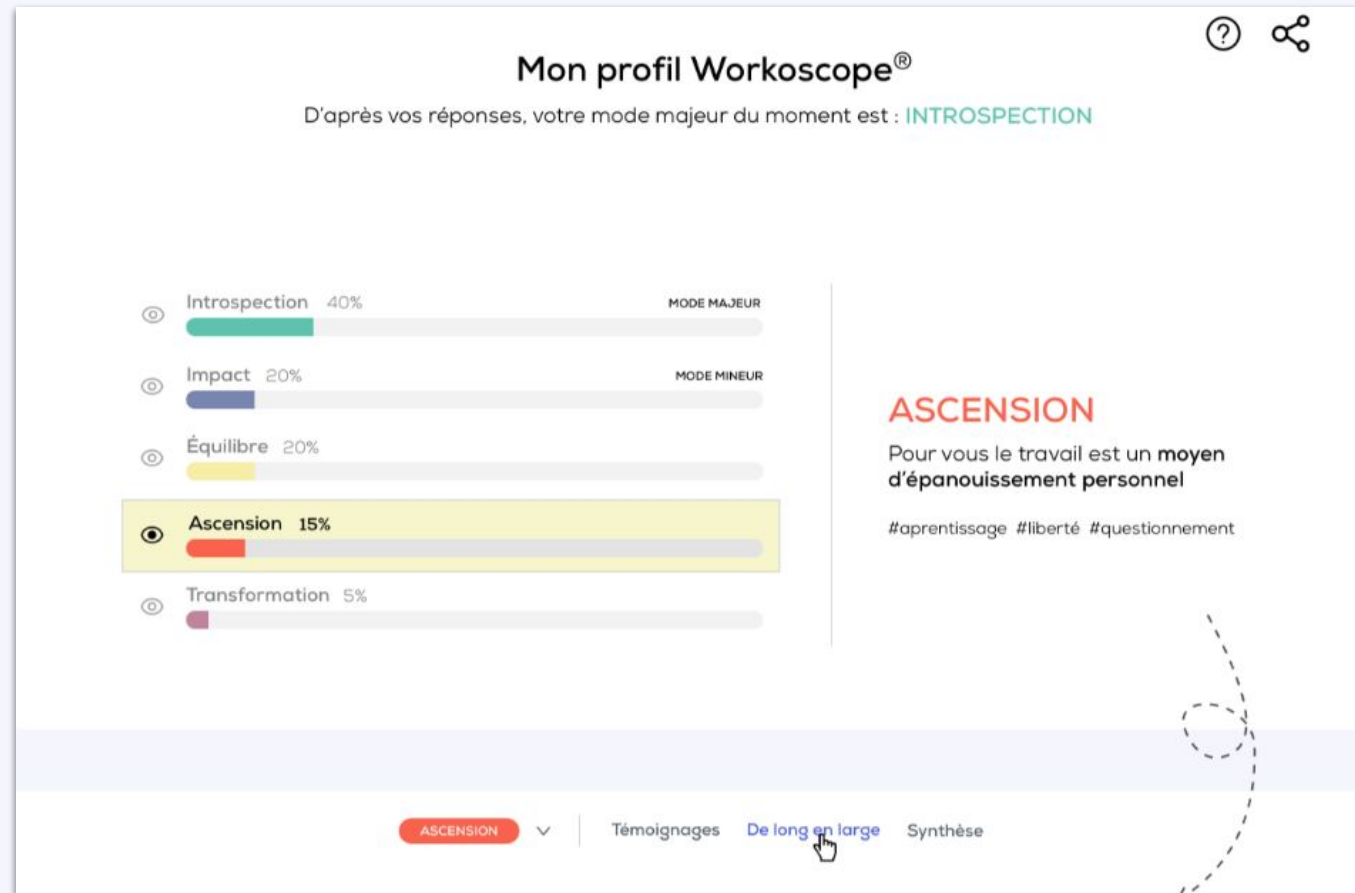 Mon profil Workoscope®
D'après vos réponses, votre mode majeur du moment est : INTROSPECTION
Introspection 40% MODE MAJEUR
Impact 20% MODE MINEUR
Équilibre 20%
Ascension 15%
Transformation 5%
ASCENSION
Pour vous le travail est un moyen
d'épanouissement personnel
#aprentissage #liberté #questionnement
ASCENSION Témoignages De long en large Synthèse